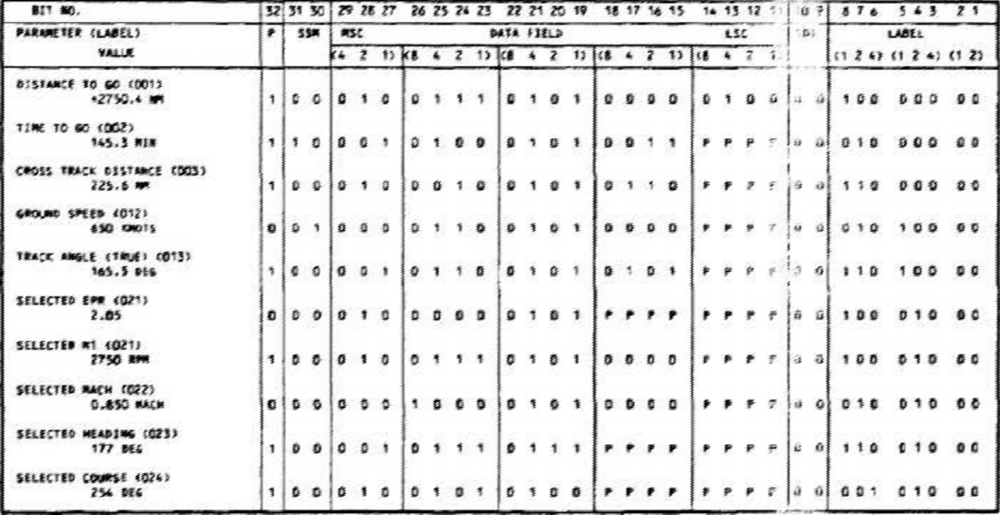 BIT NO. 32 31 30 29 28 27 26 25 24 23 22 21 20 19 18 17 16 15 14 13 12 8 7 6 5 4 3 2 1
PARAMETER (LABEL) P SSM MSC DATA FIELD LSC LABEL
VALUE (4 2 1) (8 4 2 1) (8 4 2 1) (8 4 2 1) (8 4 2 (1 2 4) (1 2 4) (1 2)
DISTANCE TO GO (001)
+2750.4 NM 1 0 0 0 1 0 0 1 1 1 0 1 0 1 0 0 0 0 0 1 0 0 0 0 1 0 0 0 0 0 0 0
TIME TO GO (002)
145.3 MIN 1 1 0 0 0 1 0 1 0 0 0 1 0 1 0 0 1 1 P P P P 0 0 0 1 0 0 0 0 0 0
CROSS TRACK DISTANCE (003)
225.6 NM 1 0 0 0 1 0 0 0 1 0 0 1 0 1 0 1 1 0 P P P P 0 0 1 1 0 0 0 0 0 0
GROUND SPEED (012)
650 KNOTS 0 0 1 0 0 0 0 1 1 0 0 1 0 1 0 0 0 0 P P P P 0 0 0 1 0 1 0 0 0 0
TRACK ANGLE (TRUE) (013)
165.5 DEG 1 0 0 0 0 1 0 1 1 0 0 1 0 1 0 1 0 1 P P P P 0 0 1 1 0 1 0 0 0 0
SELECTED EPR (021)
2.05 0 0 0 0 1 0 0 0 0 0 0 1 0 1 P P P P P P P P 0 0 1 0 0 0 1 0 0 0
SELECTED N1 (021)
2750 RPM 1 0 0 0 1 0 0 1 1 1 0 1 0 1 0 0 0 0 P P P P 0 0 1 0 0 0 1 0 0 0
SELECTED MACH (022)
0.850 MACH 0 0 0 0 0 0 1 0 0 0 0 1 0 1 0 0 0 0 P P P P 0 0 0 1 0 0 1 0 0 0
SELECTED HEADING (023)
177 DEG 1 0 0 0 0 1 0 1 1 1 0 1 1 1 P P P P P P P P 0 0 1 1 0 0 1 0 0 0
SELECTED COURSE (024)
254 DEG 1 0 0 0 1 0 0 1 0 1 0 1 0 0 P P P P P P P P 0 0 0 0 1 0 1 0 0 0